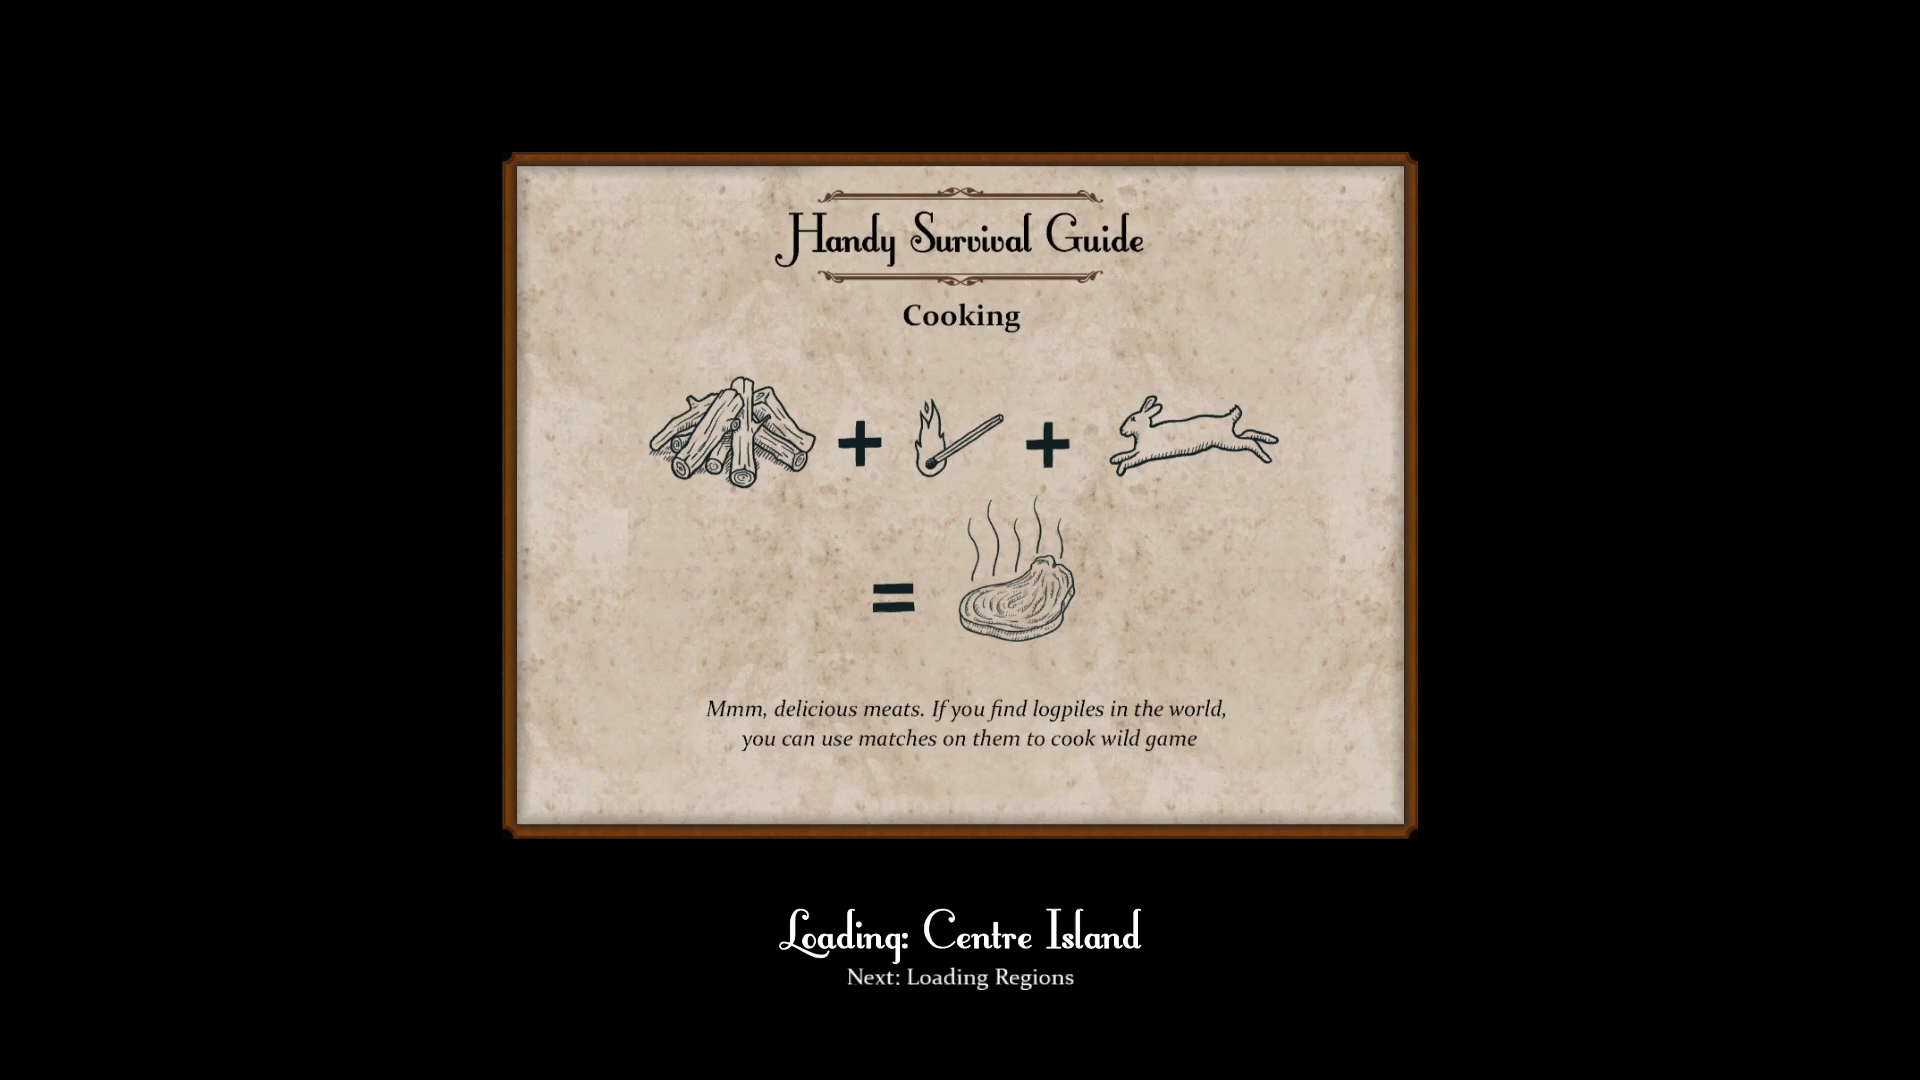 Handy Survival Guide
Cooking
+ +
=
Mmm, delicious meats. If you find logpiles in the world,
you can use matches on them to cook wild game
Loading: Centre Island
Next: Loading Regions